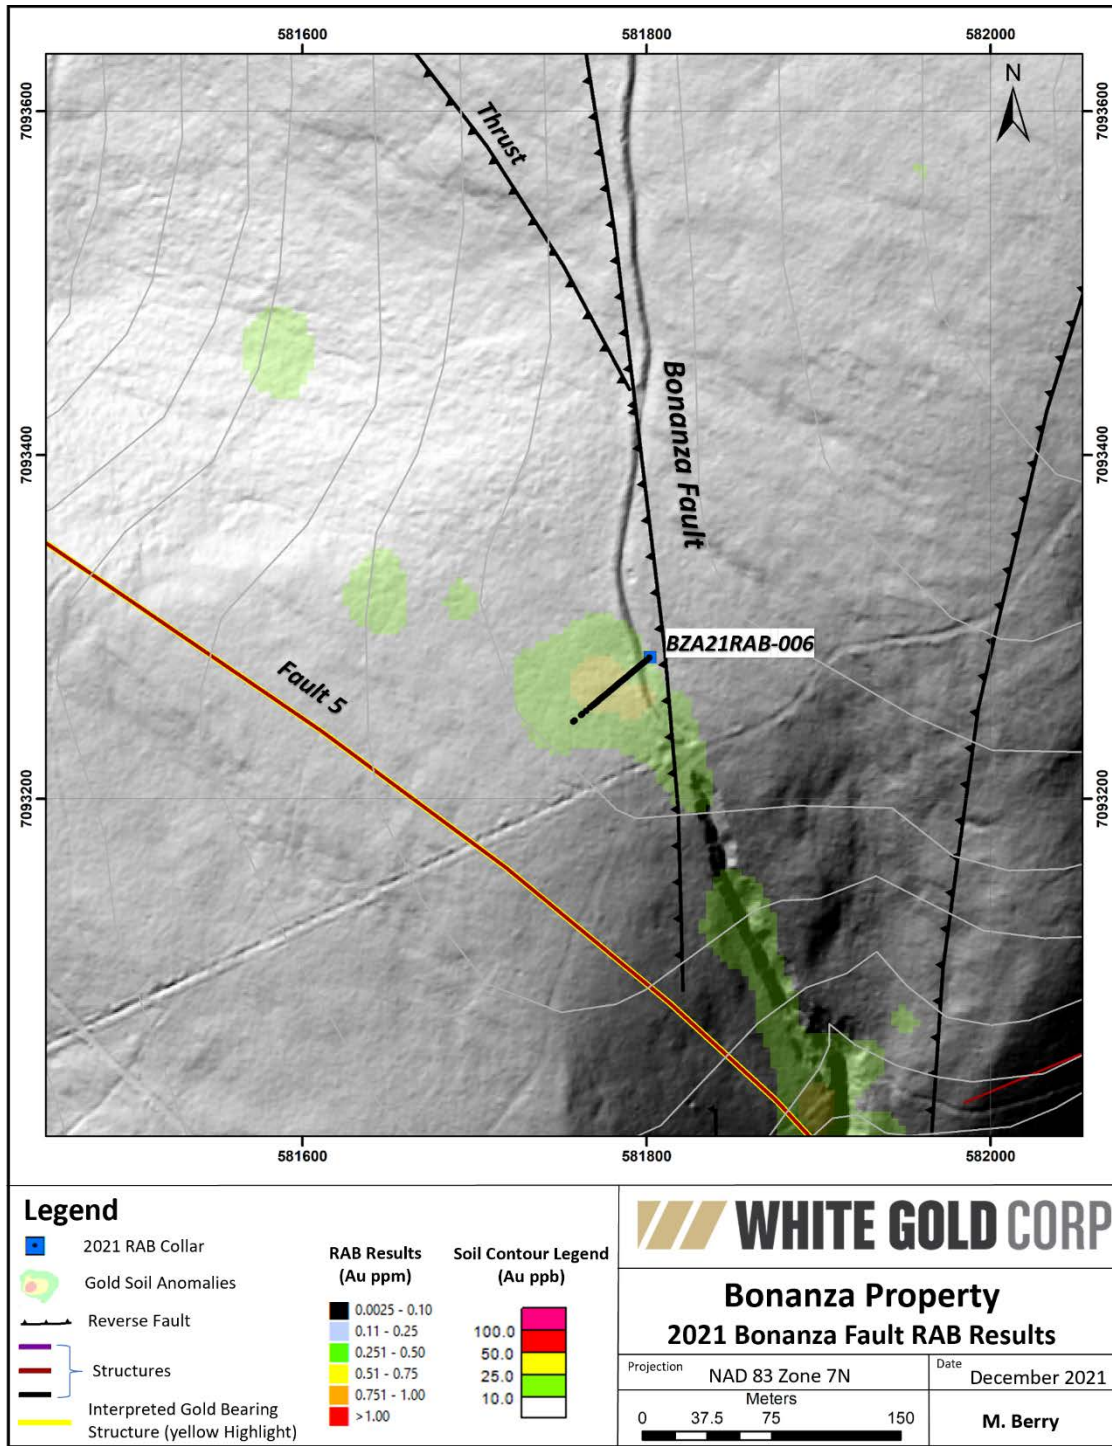 581600 581800 582000
7093600 7093600
N
Thrust
Bonanza Fault
7093400 7093400
BZA21RAB-006
Fault 5
7093200 7093200
581600 581800 582000
Legend
2021 RAB Collar
Gold Soil Anomalies
Reverse Fault
Structures
Interpreted Gold Bearing
Structure (yellow Highlight)
RAB Results
(Au ppm)
0.0025 - 0.10
0.11 - 0.25
0.251 - 0.50
0.51 - 0.75
0.751 - 1.00
>1.00
Soil Contour Legend
(Au ppb)
100.0
50.0
25.0
10.0
WHITE GOLD CORP
Bonanza Property
2021 Bonanza Fault RAB Results
Projection NAD 83 Zone 7N
Date December 2021
Meters
0 37.5 75 150
M. Berry